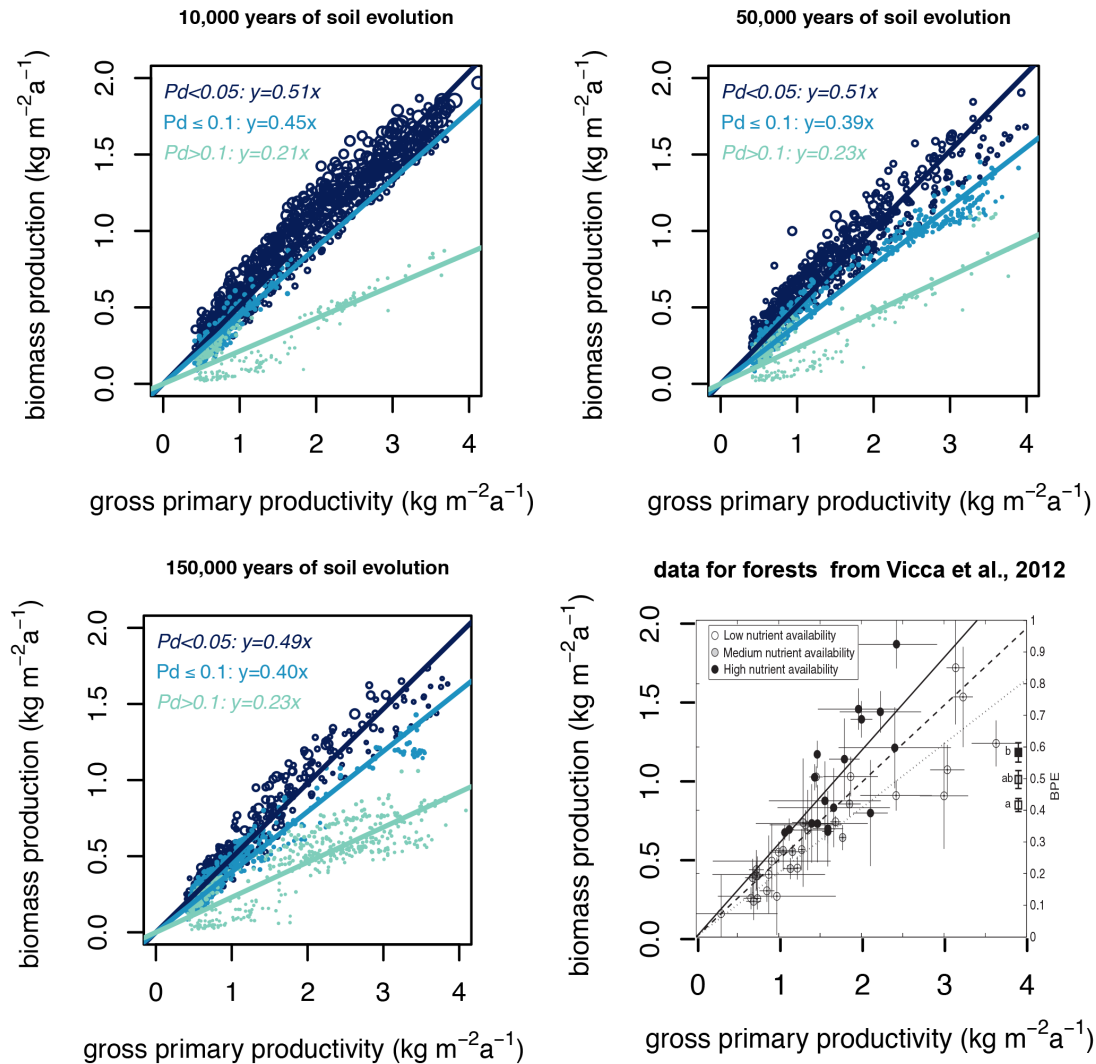 10,000 years of soil evolution
biomass production (kg m−2a−1)
2.0
1.5
1.0
0.5
0.0
Pd<0.05: y=0.51x
Pd ≤ 0.1: y=0.45x
Pd>0.1: y=0.21x
0 1 2 3 4
gross primary productivity (kg m−2a−1)
50,000 years of soil evolution
biomass production (kg m−2a−1)
2.0
1.5
1.0
0.5
0.0
Pd<0.05: y=0.51x
Pd ≤ 0.1: y=0.39x
Pd>0.1: y=0.23x
0 1 2 3 4
gross primary productivity (kg m−2a−1)
150,000 years of soil evolution
biomass production (kg m−2a−1)
2.0
1.5
1.0
0.5
0.0
Pd<0.05: y=0.49x
Pd ≤ 0.1: y=0.40x
Pd>0.1: y=0.23x
0 1 2 3 4
gross primary productivity (kg m−2a−1)
data for forests from Vicca et al., 2012
biomass production (kg m−2a−1)
2.0
1.5
1.0
0.5
0.0
Low nutrient availability
Medium nutrient availability
High nutrient availability
1
0.9
0.8
0.7
0.6
0.5
0.4
0.3
0.2
0.1
0
b
ab
a
BPE
0 1 2 3 4
gross primary productivity (kg m−2a−1)